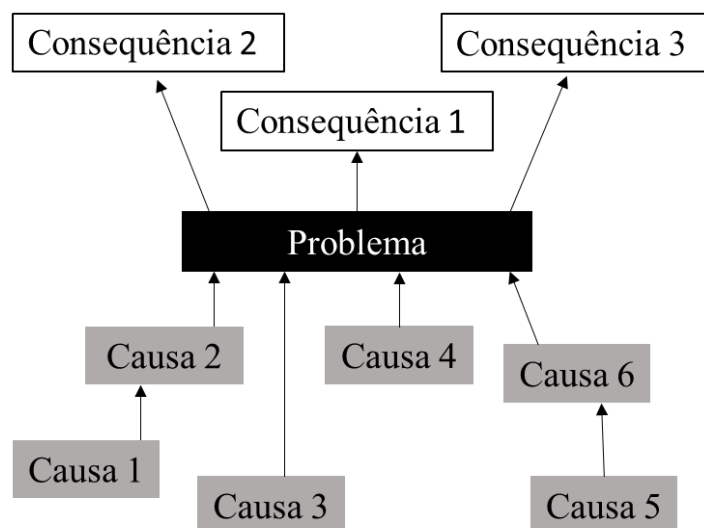 Consequência 2
Consequência 3
Consequência 1
Problema
Causa 2
Causa 4
Causa 6
Causa 1
Causa 3
Causa 5